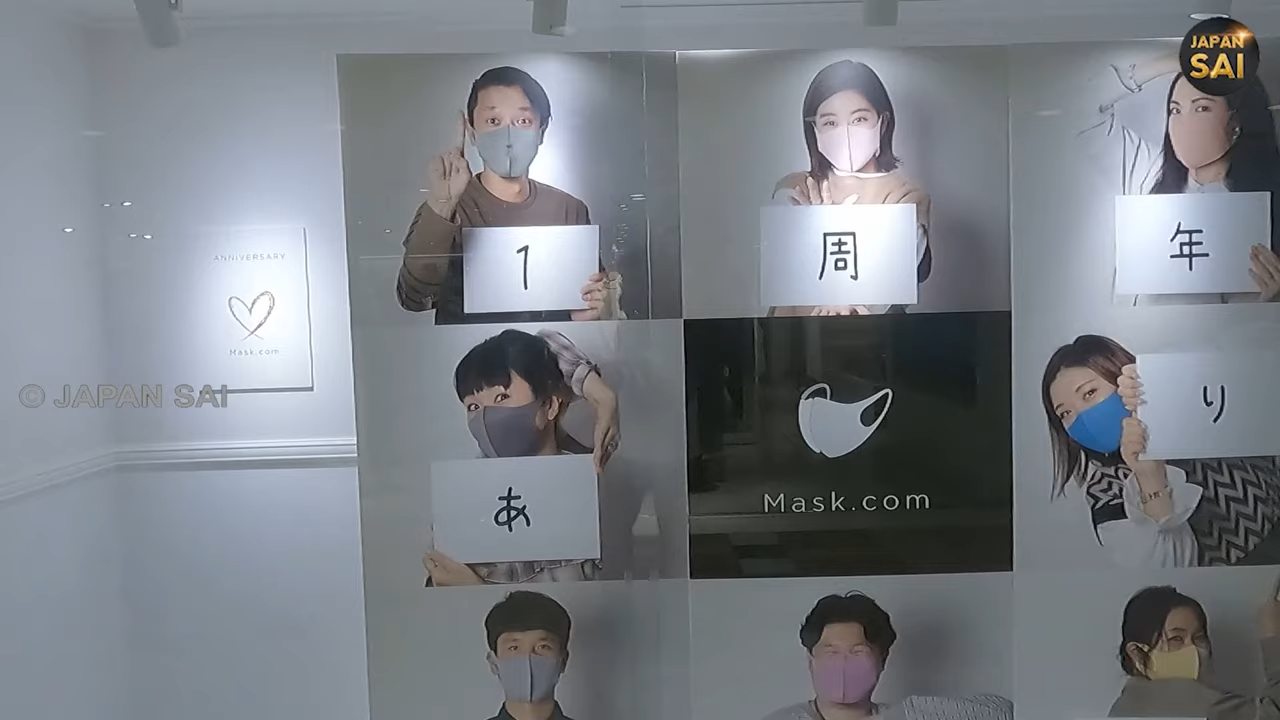 JAPAN
SAI
1
周
年
ANNIVERSARY
Mask.com
© JAPAN SAI
あ
Mask.com
り